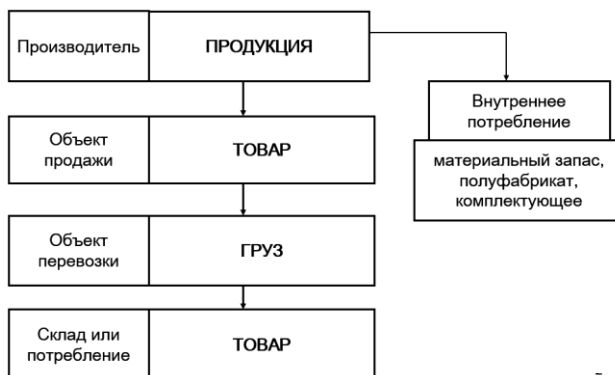 Производитель
ПРОДУКЦИЯ
Внутреннее
потребление
материальный запас,
полуфабрикат,
комплектующее
Объект
продажи
ТОВАР
Объект
перевозки
ГРУЗ
Склад или
потребление
ТОВАР